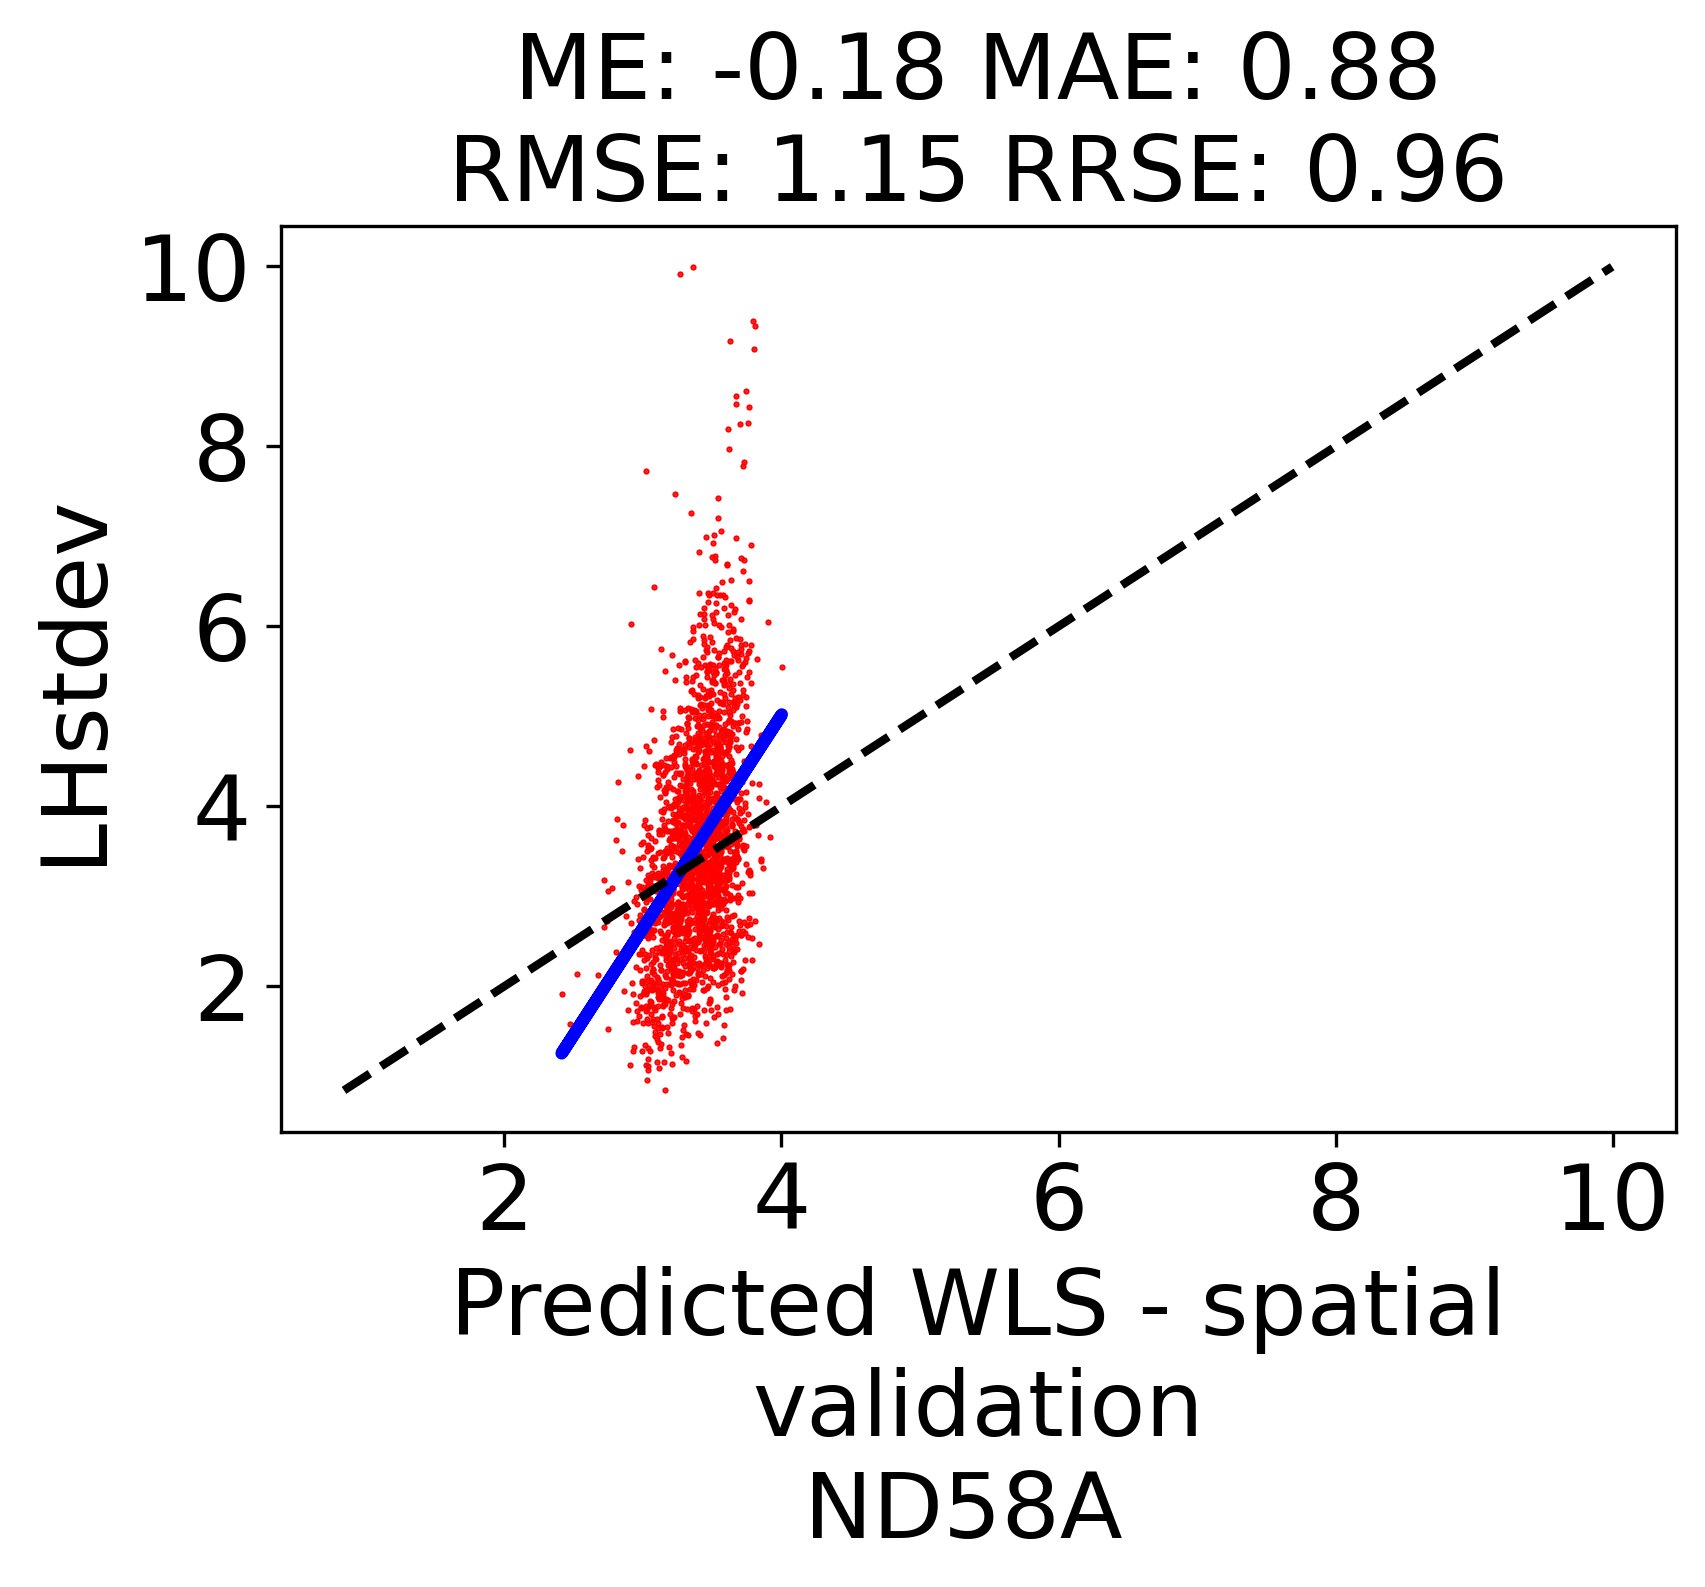 ME: -0.18 MAE: 0.88
RMSE: 1.15 RRSE: 0.96
10
8
6
4
2
LHstdev
2 4 6 8 10
Predicted WLS - spatial
validation
ND58A